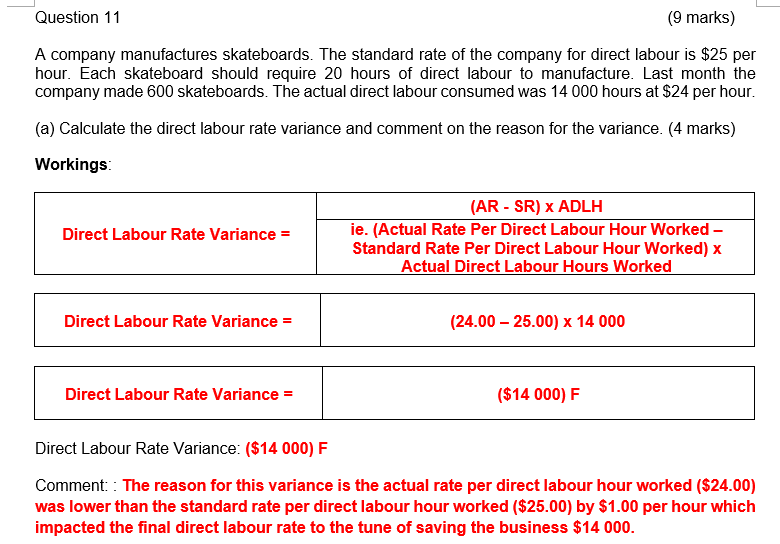 Question 11 (9 marks)
A company manufactures skateboards. The standard rate of the company for direct labour is $25 per
hour. Each skateboard should require 20 hours of direct labour to manufacture. Last month the
company made 600 skateboards. The actual direct labour consumed was 14 000 hours at $24 per hour.
(a) Calculate the direct labour rate variance and comment on the reason for the variance. (4 marks)
Workings:
Direct Labour Rate Variance =
(AR - SR) x ADLH
ie. (Actual Rate Per Direct Labour Hour Worked –
Standard Rate Per Direct Labour Hour Worked) x
Actual Direct Labour Hours Worked
Direct Labour Rate Variance =
(24.00 – 25.00) x 14 000
Direct Labour Rate Variance =
($14 000) F
Direct Labour Rate Variance: ($14 000) F
Comment: : The reason for this variance is the actual rate per direct labour hour worked ($24.00)
was lower than the standard rate per direct labour hour worked ($25.00) by $1.00 per hour which
impacted the final direct labour rate to the tune of saving the business $14 000.